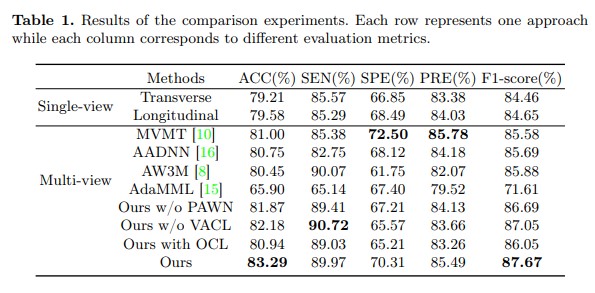 Table 1. Results of the comparison experiments. Each row represents one approach
while each column corresponds to different evaluation metrics.
Methods ACC(%) SEN(%) SPE(%) PRE(%) F1-score(%)
Single-view
Transverse 79.21 85.57 66.85 83.38 84.46
Longitudinal 79.58 85.29 68.49 84.03 84.65
Multi-view
MVMT [10] 81.00 85.38 72.50 85.78 85.58
AADNN [16] 80.75 82.75 68.12 84.18 85.69
AW3M [8] 80.45 90.07 61.75 82.07 85.88
AdaMML [15] 65.90 65.14 67.40 79.52 71.61
Ours w/o PAWN 81.87 89.41 67.21 84.13 86.69
Ours w/o VACL 82.18 90.72 65.57 83.66 87.05
Ours with OCL 80.94 89.03 65.21 83.26 86.05
Ours 83.29 89.97 70.31 85.49 87.67